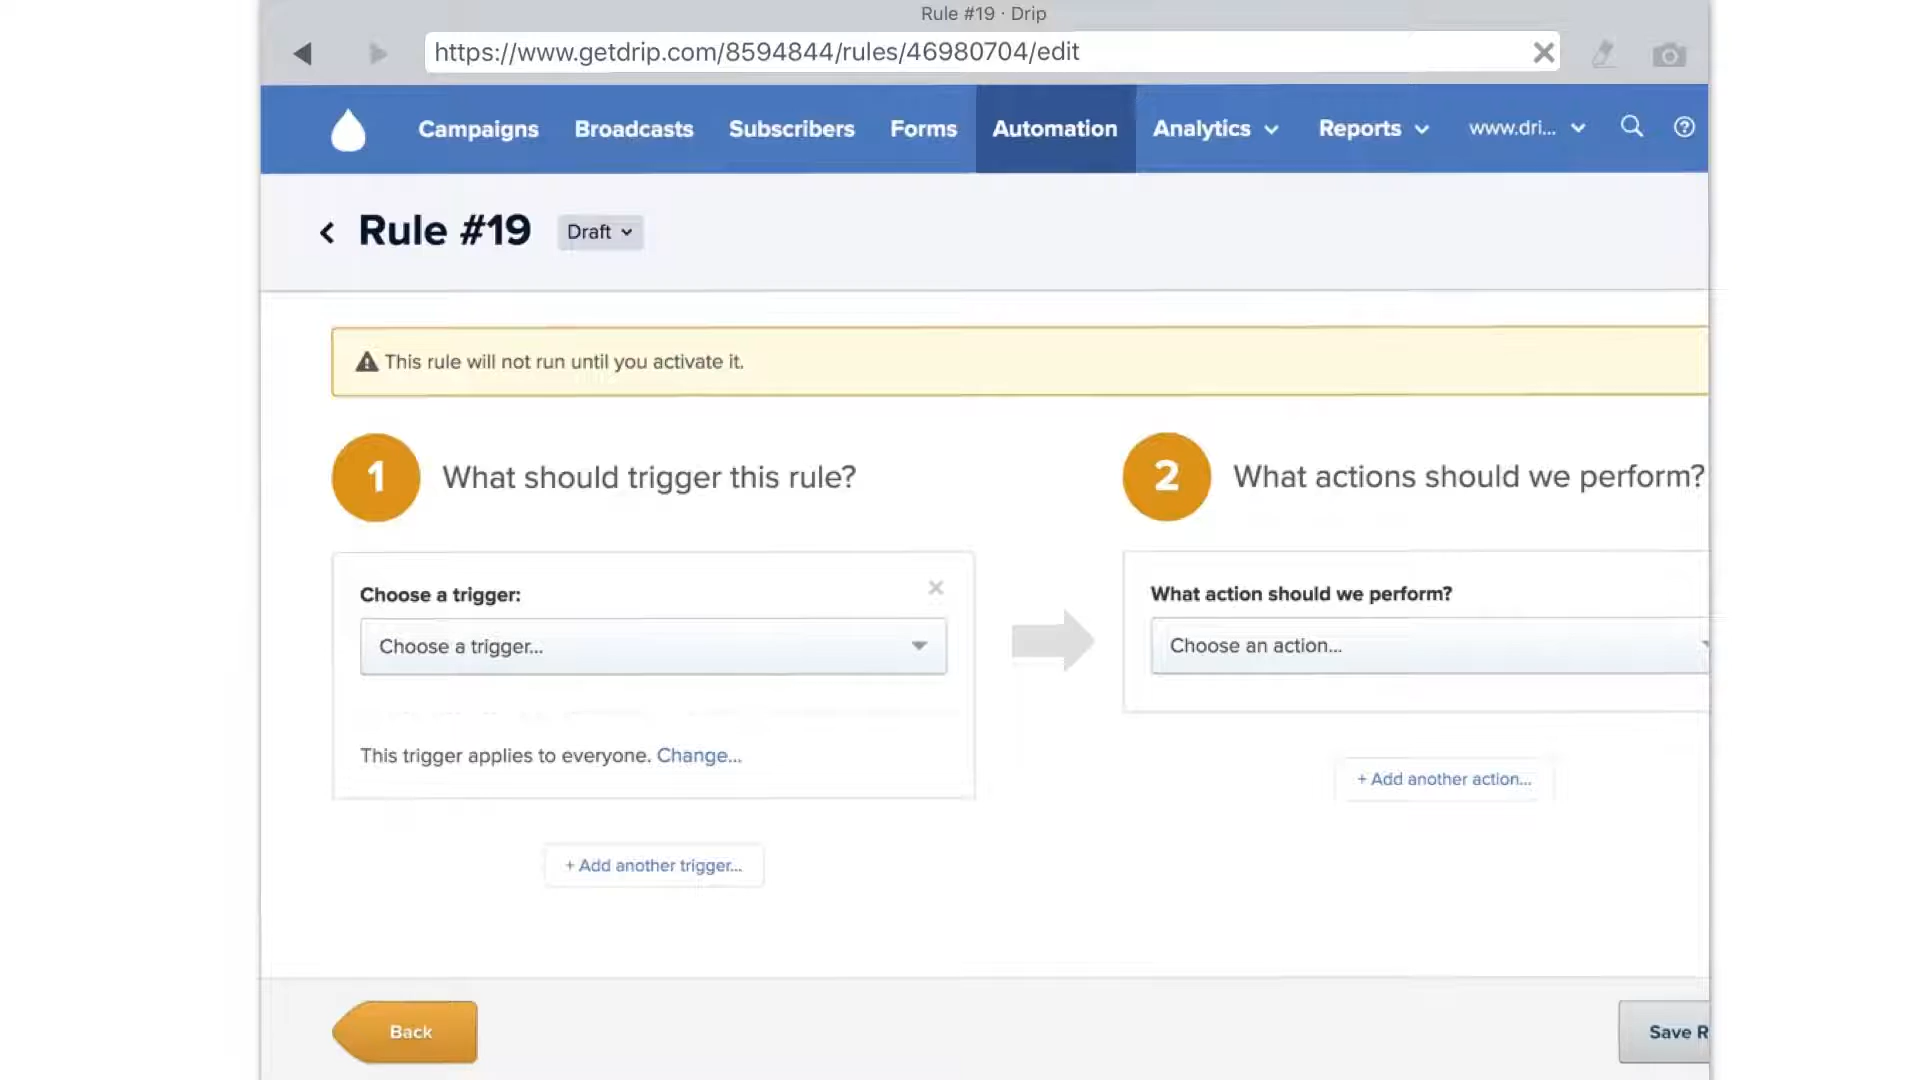 Rule #19 · Drip
https://www.getdrip.com/8594844/rules/46980704/edit
Campaigns Broadcasts Subscribers Forms Automation Analytics Reports www.dri...
Rule #19 Draft
This rule will not run until you activate it.
1 What should trigger this rule?
2 What actions should we perform?
Choose a trigger:
Choose a trigger...
This trigger applies to everyone. Change...
+ Add another trigger...
What action should we perform?
Choose an action...
+ Add another action...
Back
Save R